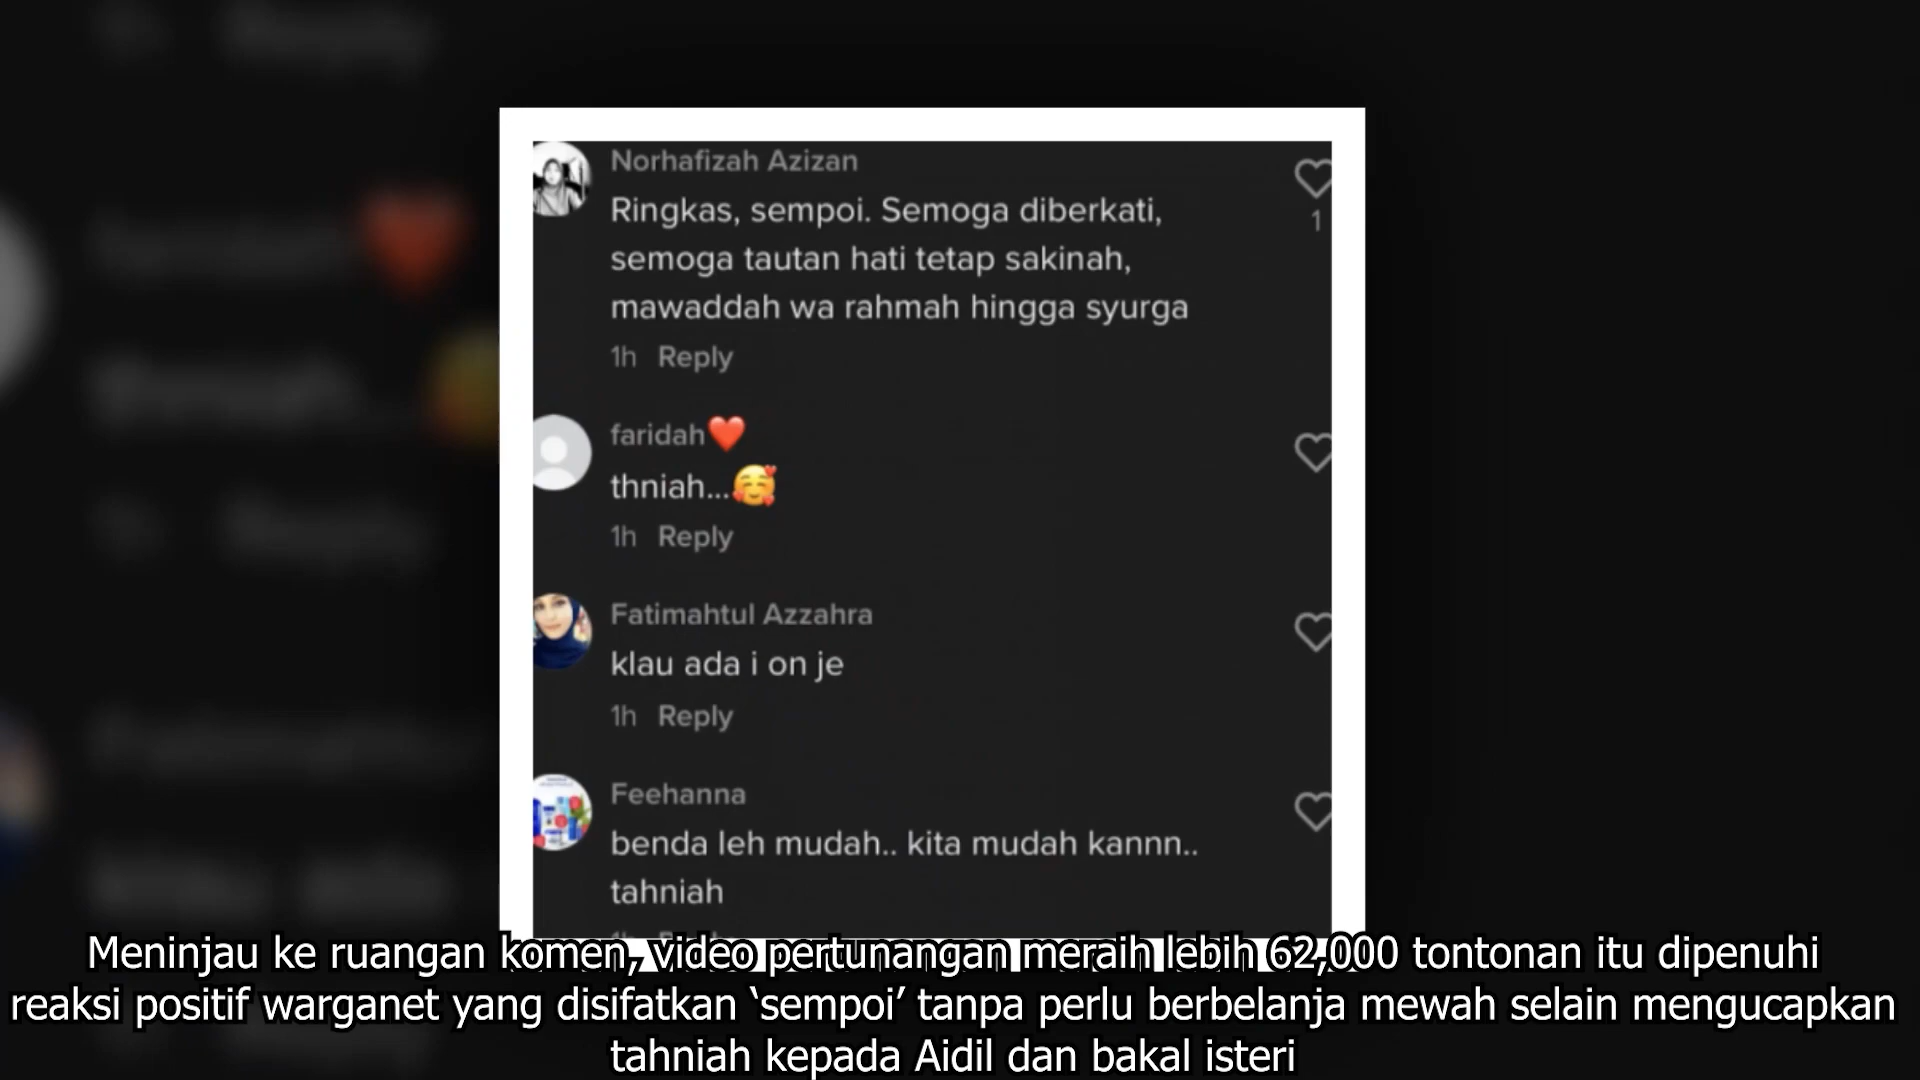 Norhafizah Azizan
Ringkas, sempoi. Semoga diberkati,
1
semoga tautan hati tetap sakinah,
mawaddah wa rahmah hingga syurga
1h Reply
faridah❤️
thniah...🥰
1h Reply
Fatimahtul Azzahra
klau ada i on je
1h Reply
Feehanna
benda leh mudah.. kita mudah kannn..
tahniah
Meninjau ke ruangan komen, video pertunangan meraih lebih 62,000 tontonan itu dipenuhi
reaksi positif warganet yang disifatkan ‘sempoi’ tanpa perlu berbelanja mewah selain mengucapkan
tahniah kepada Aidil dan bakal isteri